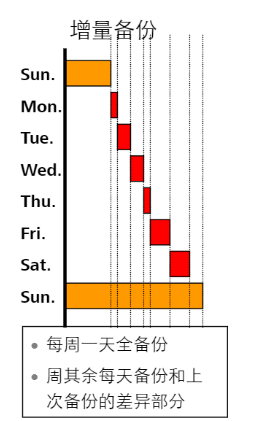 增量备份
Sun.
Mon.
Tue.
Wed.
Thu.
Fri.
Sat.
Sun.
● 每周一天全备份
● 周其余每天备份和上
次备份的差异部分